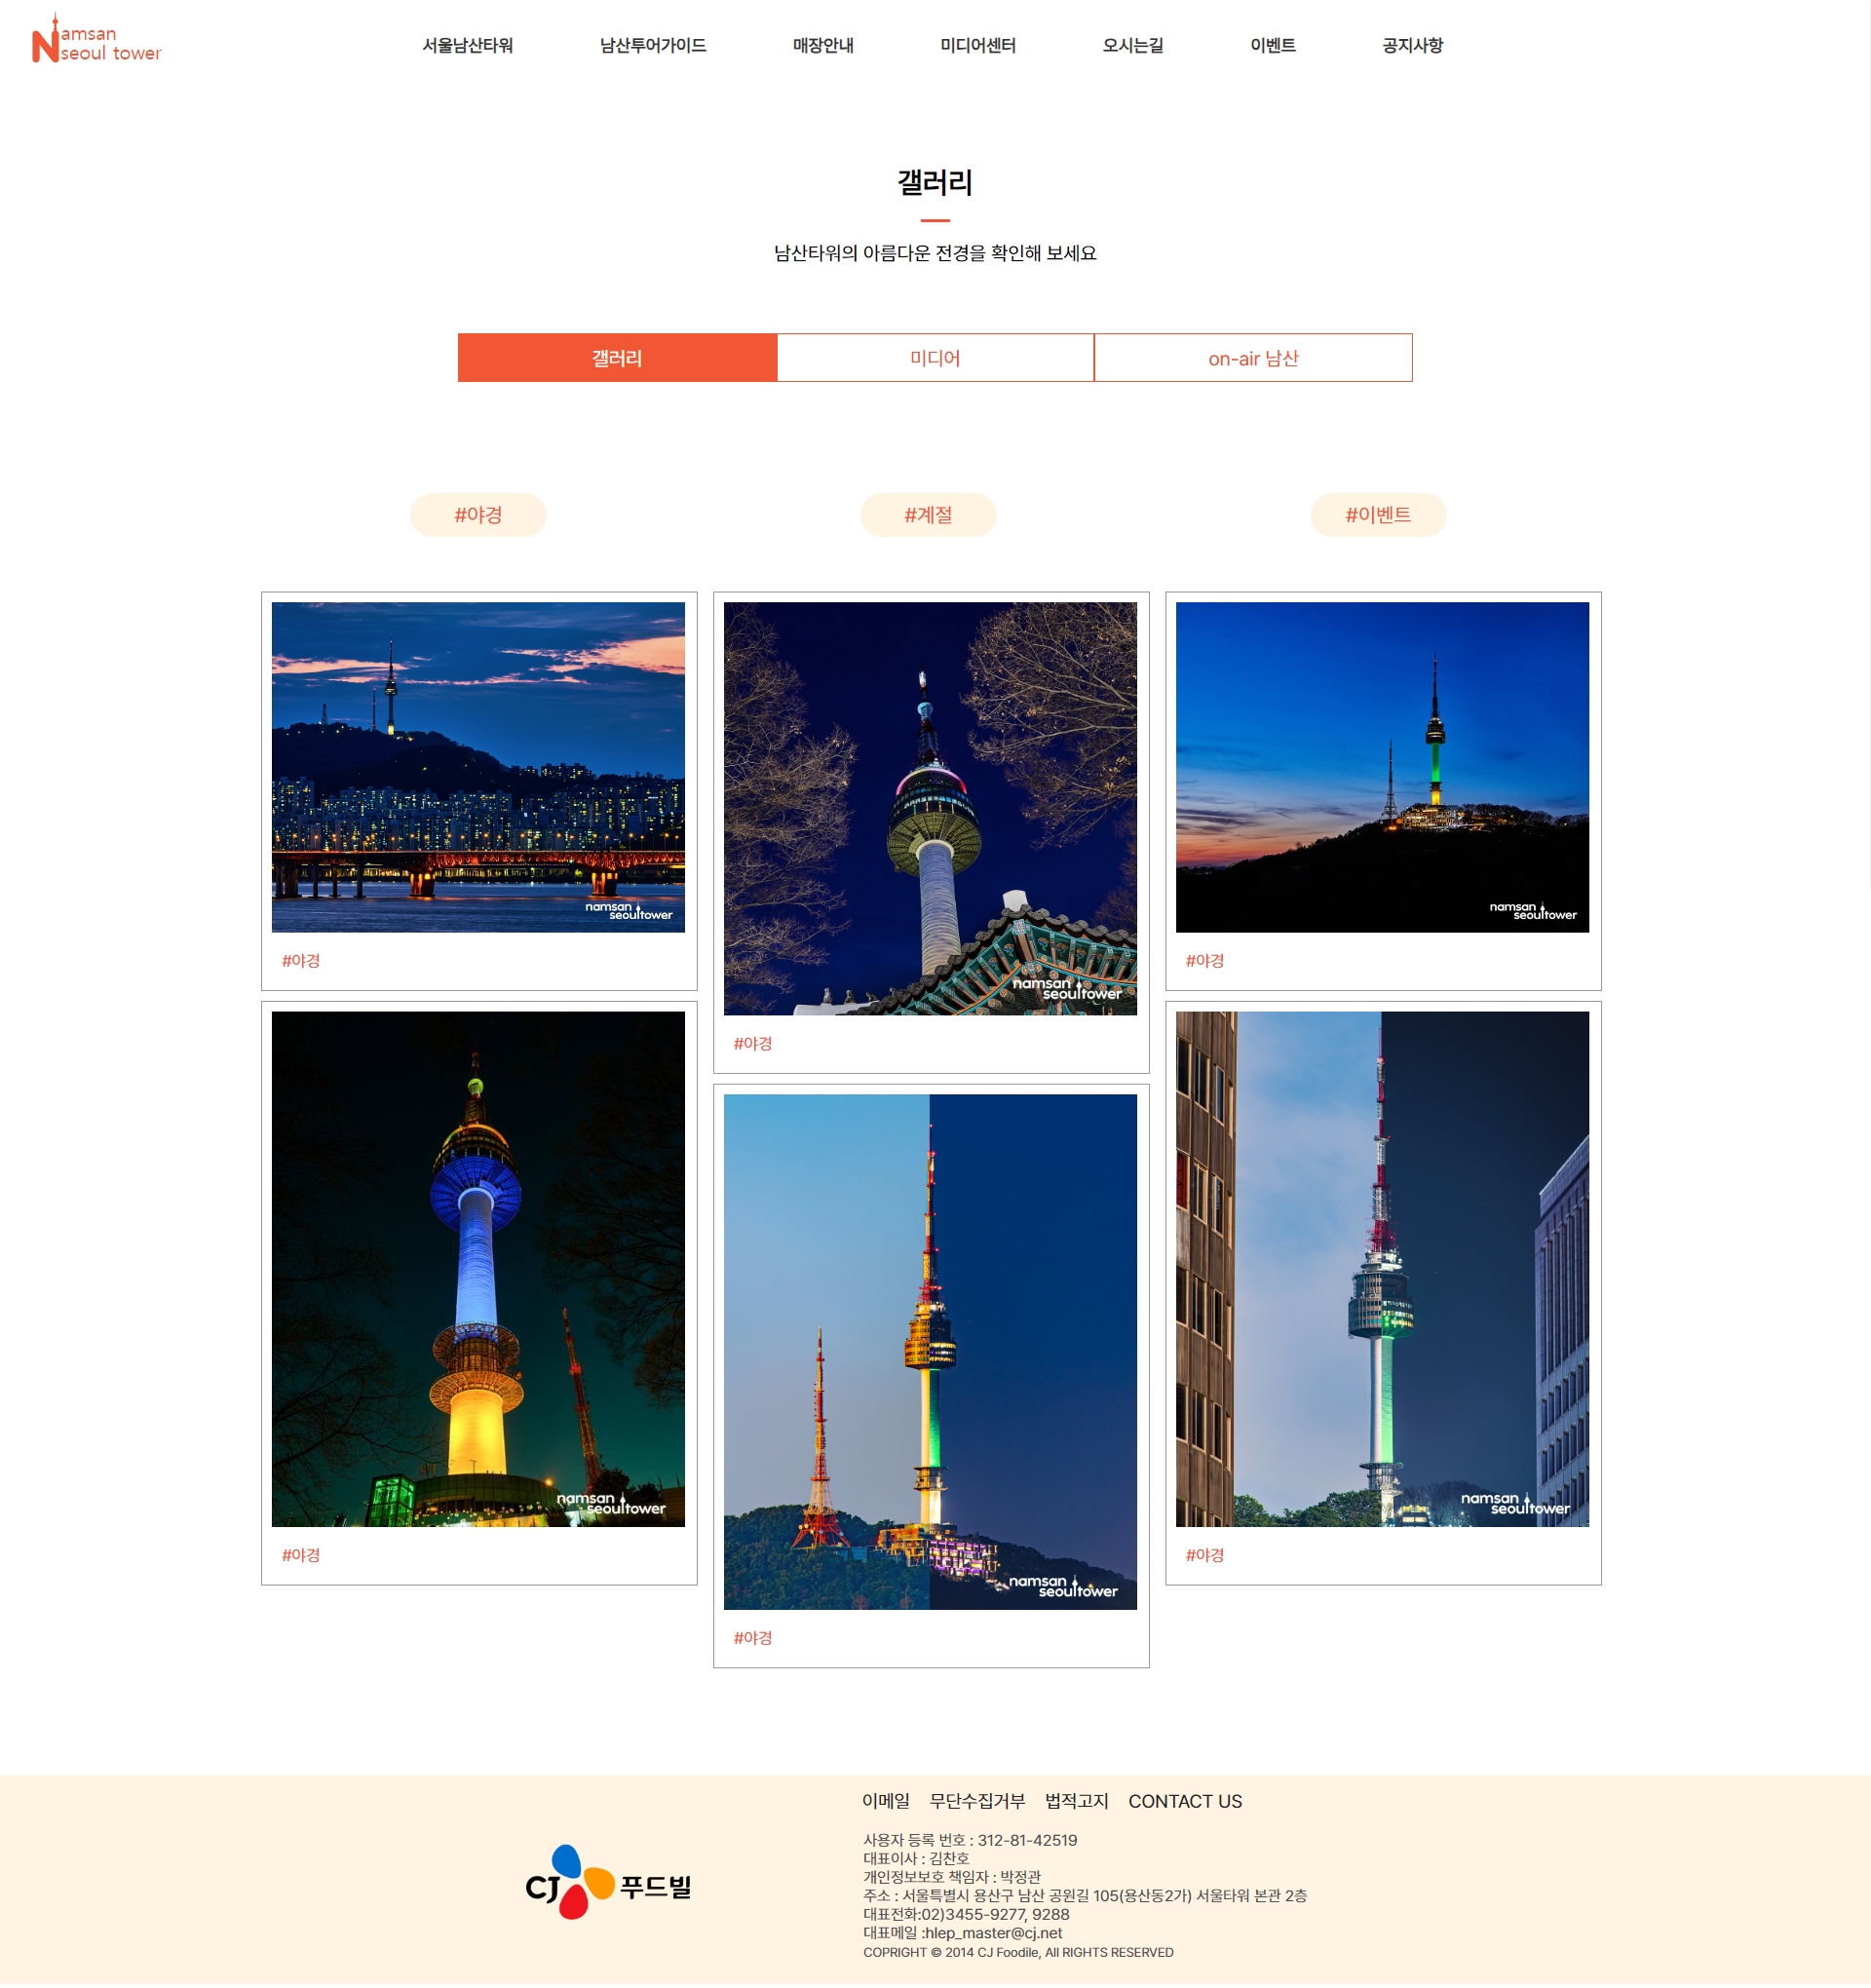 Namsan
seoul tower
서울남산타워 남산투어가이드 매장안내 미디어센터 오시는길 이벤트 공지사항
갤러리
남산타워의 아름다운 전경을 확인해 보세요
갤러리 미디어 on-air 남산
#야경 #계절 #이벤트
namsan
seoultower
#야경
namsan
seoultower
#야경
namsan
seoultower
#야경
namsan
seoultower
#야경
namsan
seoultower
#야경
namsan
seoultower
#야경
CJ 푸드빌
이메일 무단수집거부 법적고지 CONTACT US
사용자 등록 번호 : 312-81-42519
대표이사 : 김찬호
개인정보보호 책임자 : 박정관
주소 : 서울특별시 용산구 남산 공원길 105(용산동2가) 서울타워 본관 2층
대표전화:02)3455-9277, 9288
대표메일 :hlep_master@cj.net
COPRIGHT © 2014 CJ Foodile, All RIGHTS RESERVED